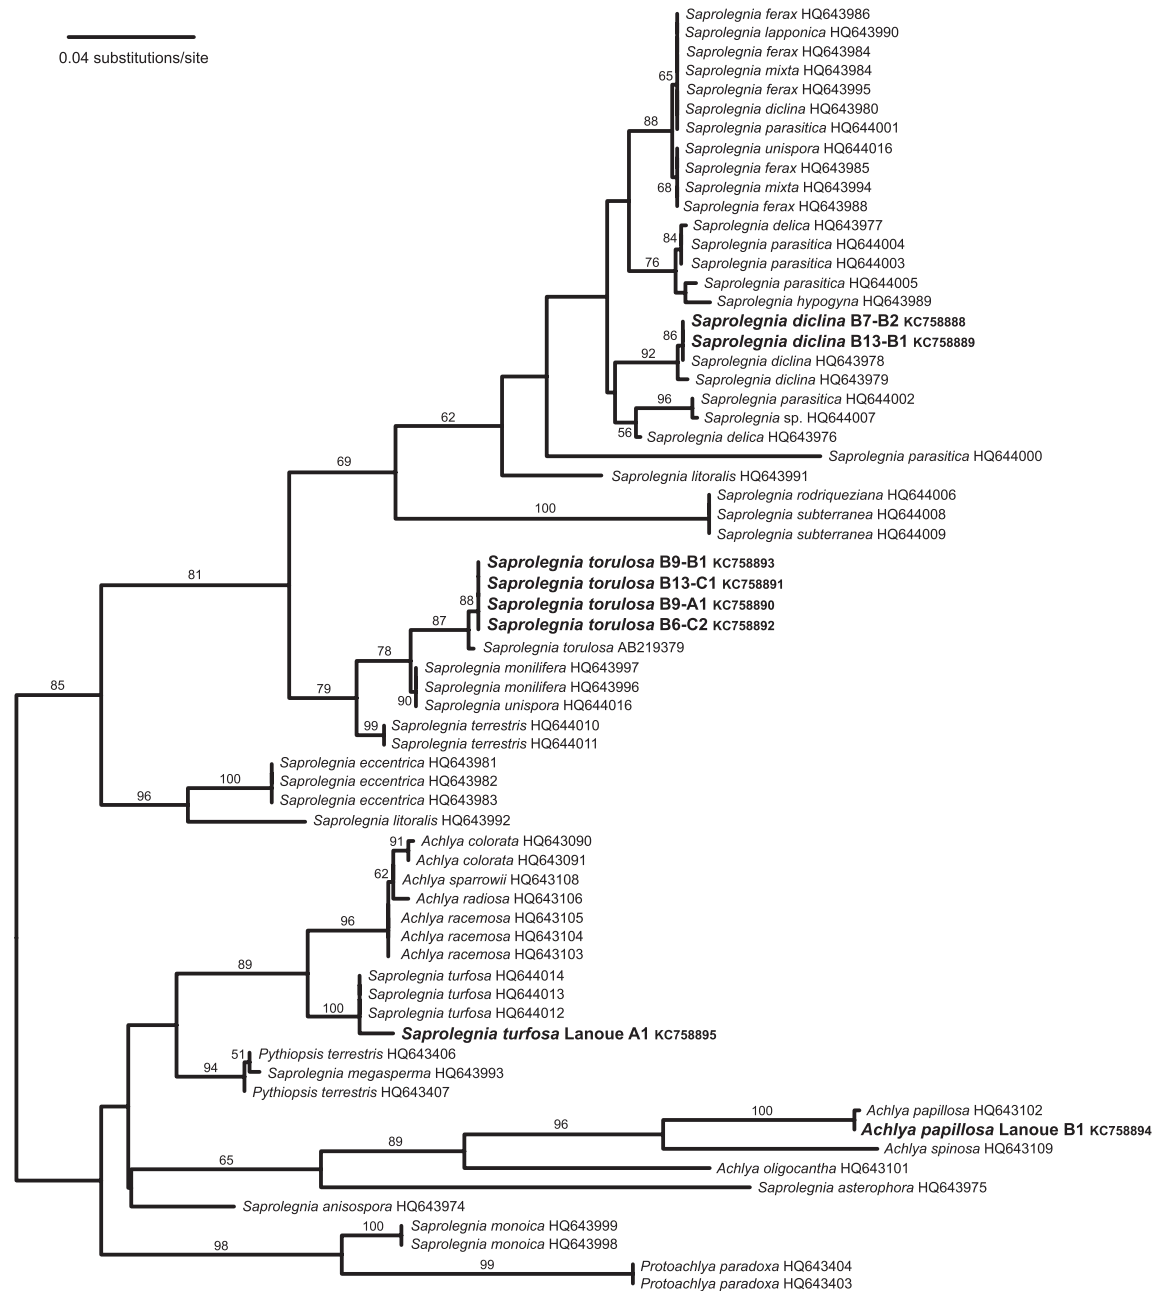 Saprolegnia ferax HQ643986
Saprolegnia lapponica HQ643990
0.04 substitutions/site
Saprolegnia ferax HQ643984
Saprolegnia mixta HQ643984
65
Saprolegnia ferax HQ643995
Saprolegnia diclina HQ643980
88
Saprolegnia parasitica HQ644001
Saprolegnia unispora HQ644016
Saprolegnia ferax HQ643985
68
Saprolegnia mixta HQ643994
Saprolegnia ferax HQ643988
Saprolegnia delica HQ643977
84
Saprolegnia parasitica HQ644004
76
Saprolegnia parasitica HQ644003
Saprolegnia parasitica HQ644005
Saprolegnia hypogyna HQ643989
Saprolegnia diclina B7-B2 KC758888
86
Saprolegnia diclina B13-B1 KC758889
92
Saprolegnia diclina HQ643978
Saprolegnia diclina HQ643979
96
Saprolegnia parasitica HQ644002
62
Saprolegnia sp. HQ644007
56
Saprolegnia delica HQ643976
Saprolegnia parasitica HQ644000
69
Saprolegnia litoralis HQ643991
Saprolegnia rodriqueziana HQ644006
100
Saprolegnia subterranea HQ644008
Saprolegnia subterranea HQ644009
Saprolegnia torulosa B9-B1 KC758893
81
Saprolegnia torulosa B13-C1 KC758891
88
Saprolegnia torulosa B9-A1 KC758890
87
Saprolegnia torulosa B6-C2 KC758892
Saprolegnia torulosa AB219379
78
Saprolegnia monilifera HQ643997
85
79
Saprolegnia monilifera HQ643996
90
Saprolegnia unispora HQ644016
99
Saprolegnia terrestris HQ644010
Saprolegnia terrestris HQ644011
Saprolegnia eccentrica HQ643981
100
Saprolegnia eccentrica HQ643982
96
Saprolegnia eccentrica HQ643983
Saprolegnia litoralis HQ643992
91
Achlya colorata HQ643090
Achlya colorata HQ643091
62
Achlya sparrowii HQ643108
Achlya radiosa HQ643106
96
Achlya racemosa HQ643105
Achlya racemosa HQ643104
Achlya racemosa HQ643103
89
Saprolegnia turfosa HQ644014
Saprolegnia turfosa HQ644013
100
Saprolegnia turfosa HQ644012
Saprolegnia turfosa Lanoue A1 KC758895
51
Pythiopsis terrestris HQ643406
94
Saprolegnia megasperma HQ643993
Pythiopsis terrestris HQ643407
100
Achlya papillosa HQ643102
96
Achlya papillosa Lanoue B1 KC758894
89
Achlya spinosa HQ643109
65
Achlya oligocantha HQ643101
Saprolegnia asterophora HQ643975
Saprolegnia anisospora HQ643974
100
Saprolegnia monoica HQ643999
98
Saprolegnia monoica HQ643998
99
Protoachlya paradoxa HQ643404
Protoachlya paradoxa HQ643403